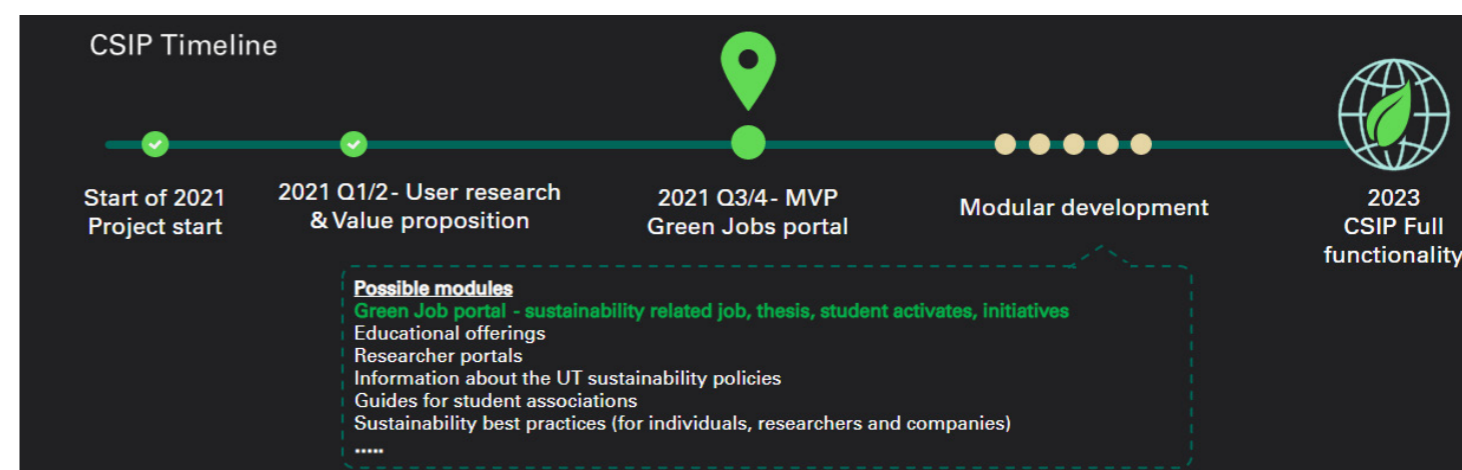 CSIP Timeline
Start of 2021
Project start
2021 Q1/2- User research
& Value proposition
2021 Q3/4- MVP
Green Jobs portal
Modular development
2023
CSIP Full
functionality
Possible modules
Green Job portal - sustainability related job, thesis, student activates, initiatives
Educational offerings
Researcher portals
Information about the UT sustainability policies
Guides for student associations
Sustainability best practices (for individuals, researchers and companies)
.....